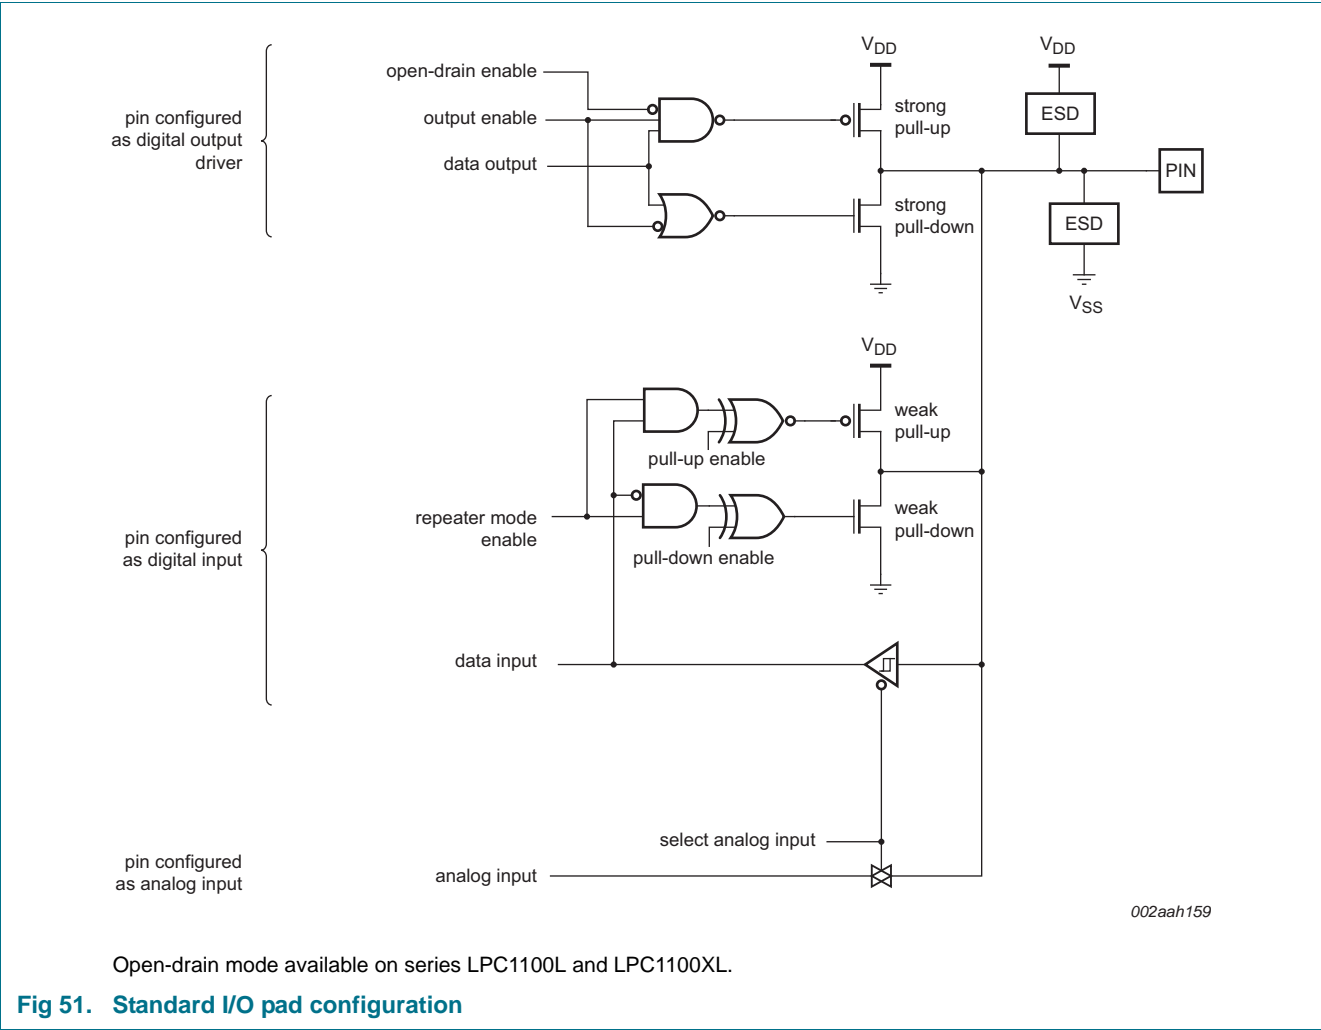 VDD
VDD
open-drain enable
pin configured
as digital output
driver
output enable
data output
strong
pull-up
ESD
PIN
strong
pull-down
ESD
VSS
VDD
weak
pull-up
pull-up enable
pin configured
as digital input
repeater mode
enable
weak
pull-down
pull-down enable
data input
select analog input
pin configured
as analog input
analog input
002aah159
Open-drain mode available on series LPC1100L and LPC1100XL.
Fig 51. Standard I/O pad configuration